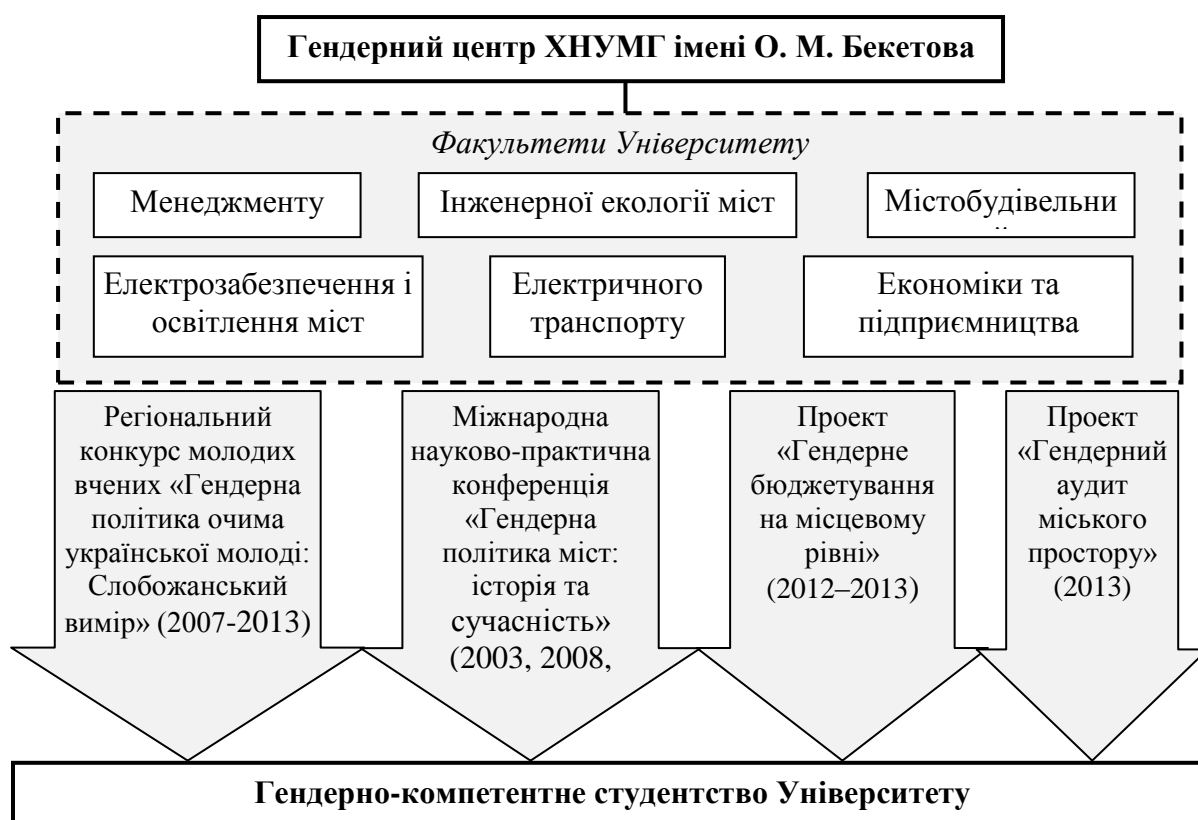 Гендерний центр ХНУМГ імені О. М. Бекетова
Факультети Університету
Менеджменту
Інженерної екології міст
Містобудівельни
Електрозабезпечення і
освітлення міст
Електричного
транспорту
Економіки та
підприємництва
Регіональний
конкурс молодих
вчених «Гендерна
політика очима
української молоді:
Слобожанський
вимір» (2007-2013)
Міжнародна
науково-практична
конференція
«Гендерна
політика міст:
історія та
сучасність»
(2003, 2008,
Проект
«Гендерне
бюджетування
на місцевому
рівні»
(2012–2013)
Проект
«Гендерний
аудит
міського
простору»
(2013)
Гендерно-компетентне студентство Університету